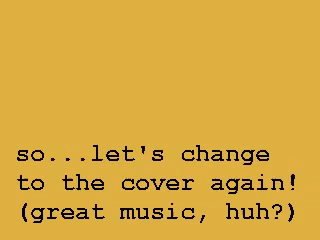 so...let's change
to the cover again!
(great music, huh?)